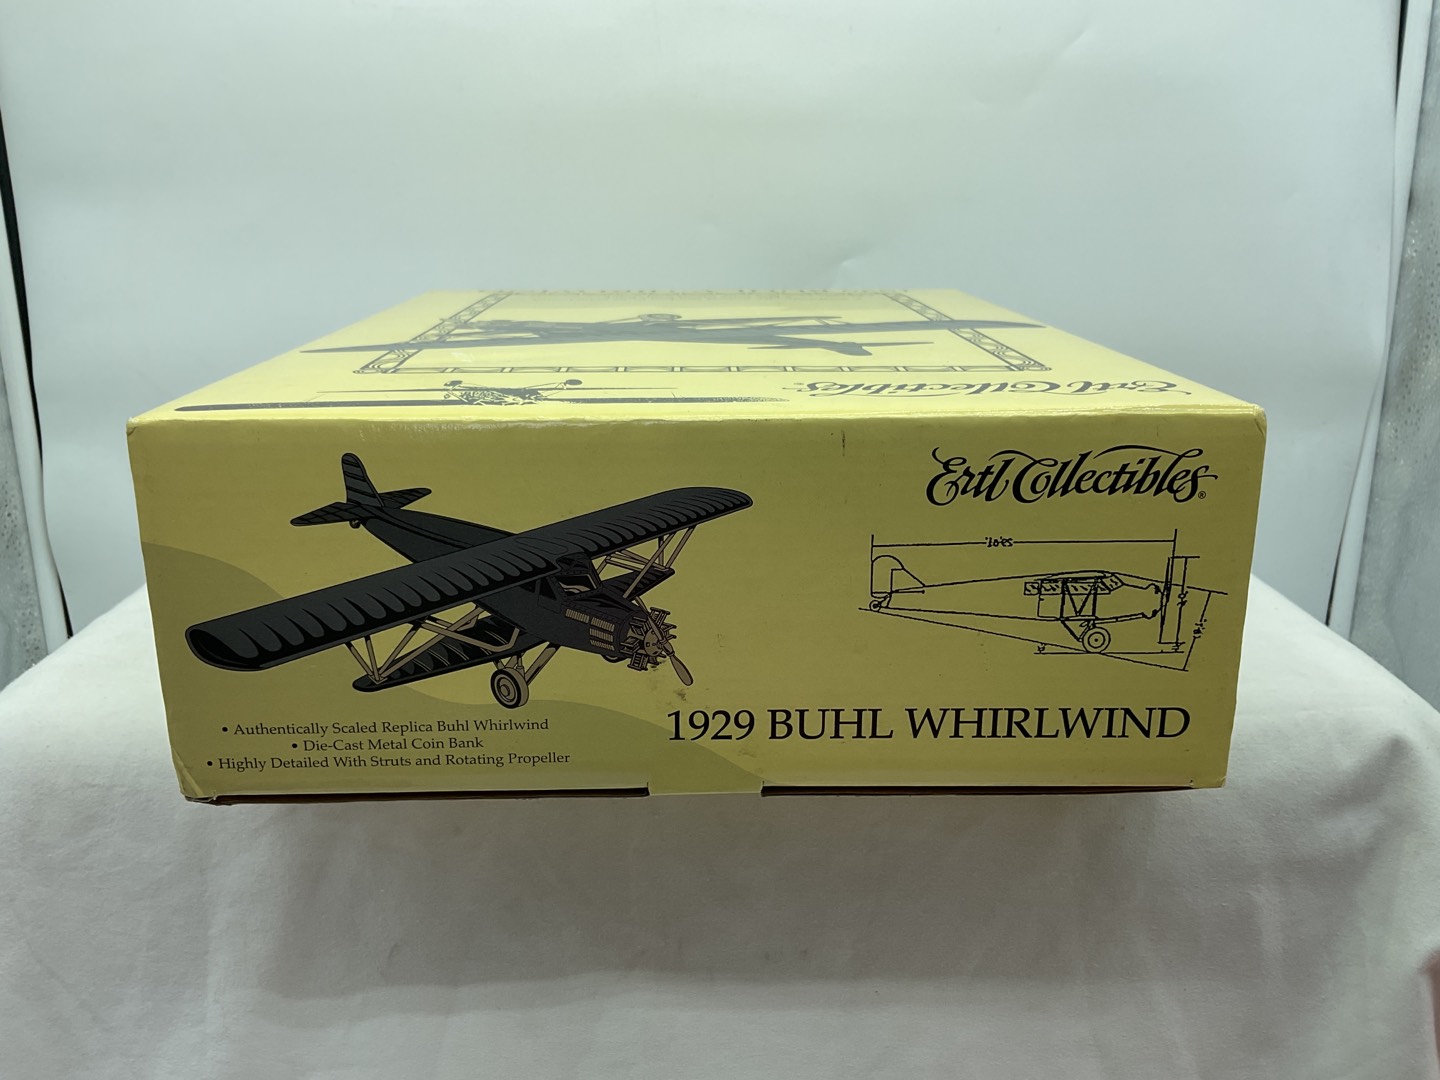 Ertl Collectibles
Ertl Collectibles®
1929 BUHL WHIRLWIND
• Authentically Scaled Replica Buhl Whirlwind
• Die-Cast Metal Coin Bank
• Highly Detailed With Struts and Rotating Propeller